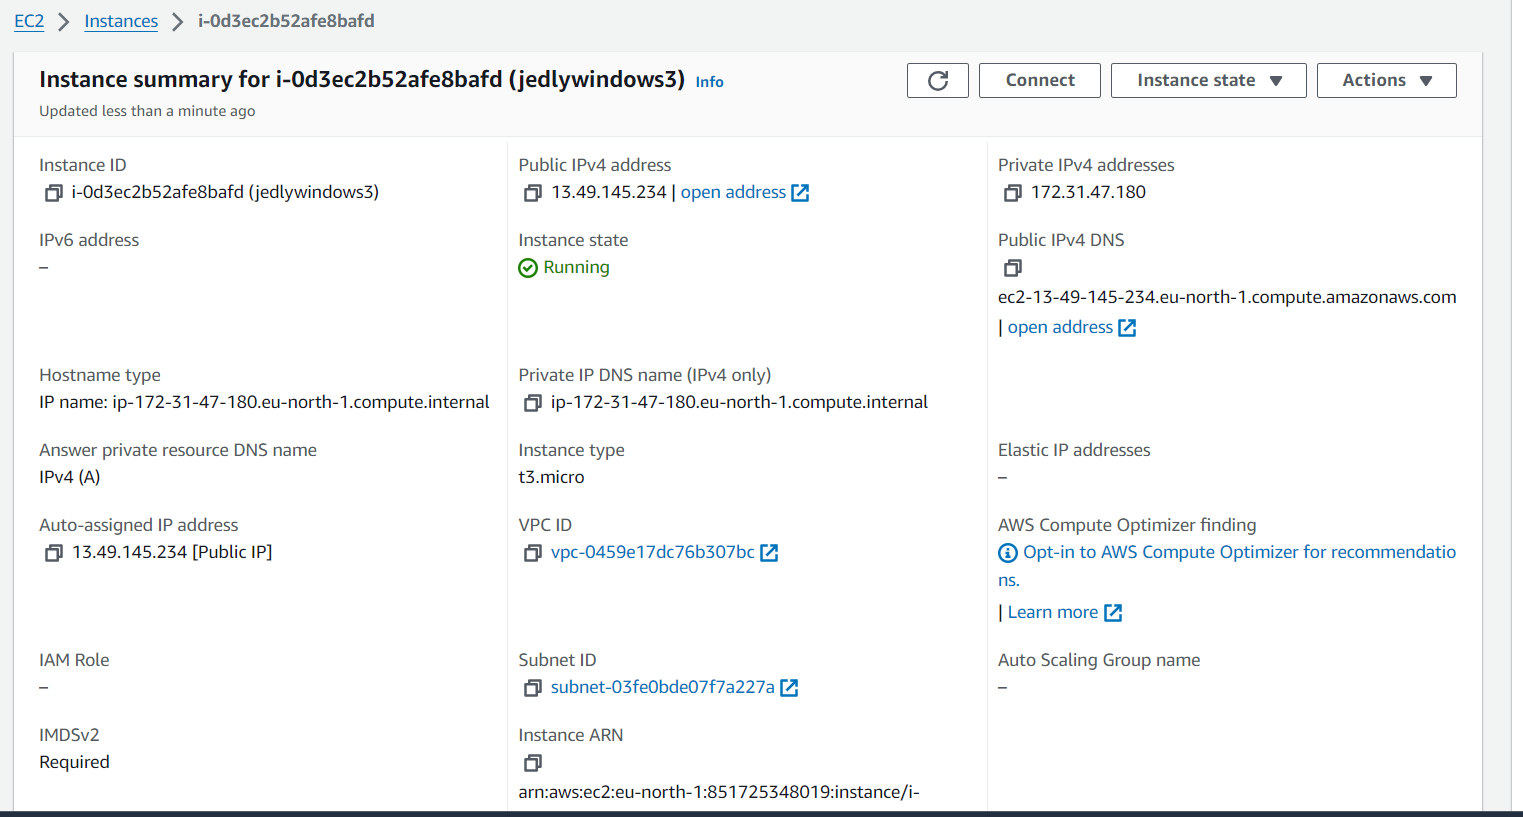 EC2 > Instances > i-0d3ec2b52afe8bafd
Instance summary for i-0d3ec2b52afe8bafd (jedlywindows3) Info
Updated less than a minute ago
Connect
Instance state
Actions
Instance ID
i-0d3ec2b52afe8bafd (jedlywindows3)
Public IPv4 address
13.49.145.234 | open address
Private IPv4 addresses
172.31.47.180
IPv6 address
–
Instance state
Running
Public IPv4 DNS
ec2-13-49-145-234.eu-north-1.compute.amazonaws.com
| open address
Hostname type
IP name: ip-172-31-47-180.eu-north-1.compute.internal
Private IP DNS name (IPv4 only)
ip-172-31-47-180.eu-north-1.compute.internal
Answer private resource DNS name
IPv4 (A)
Instance type
t3.micro
Elastic IP addresses
–
Auto-assigned IP address
13.49.145.234 [Public IP]
VPC ID
vpc-0459e17dc76b307bc
AWS Compute Optimizer finding
Opt-in to AWS Compute Optimizer for recommendatio
ns.
| Learn more
IAM Role
–
Subnet ID
subnet-03fe0bde07f7a227a
Auto Scaling Group name
–
IMDSv2
Required
Instance ARN
arn:aws:ec2:eu-north-1:851725348019:instance/i-